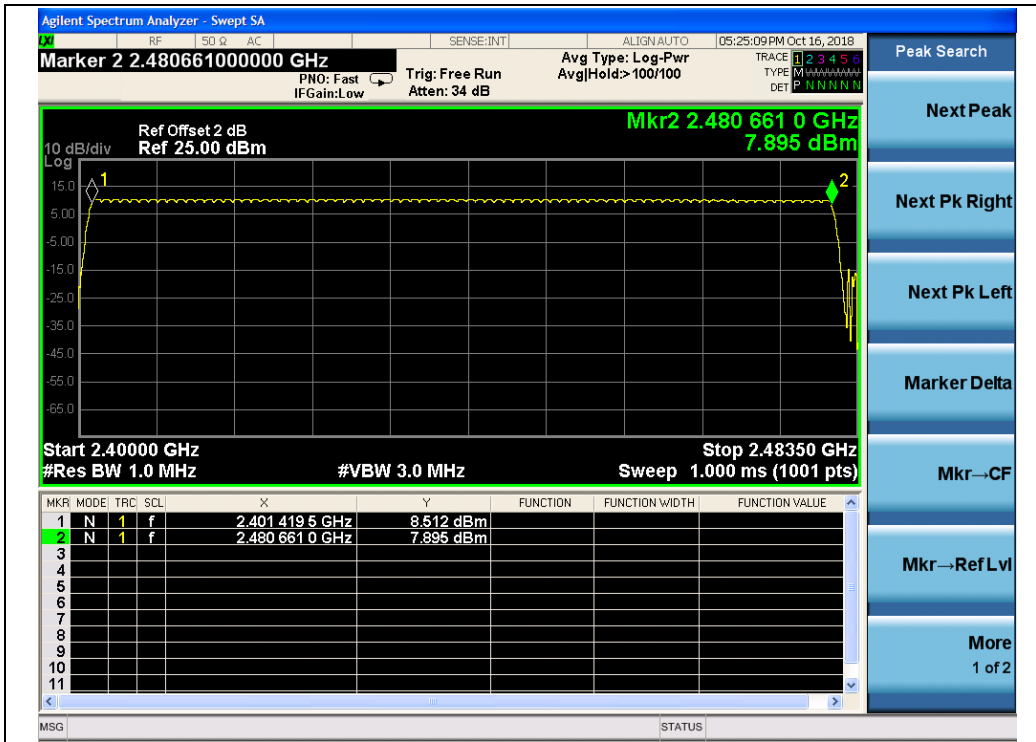 Agilent Spectrum Analyzer - Swept SA
LXI RF 50 Ω AC SENSE:INT ALIGN AUTO 05:25:09 PM Oct 16, 2018
Marker 2 2.480661000000 GHz
PNO: Fast
IFGain:Low
Trig: Free Run
Atten: 34 dB
Avg Type: Log-Pwr
Avg|Hold:>100/100
TRACE 1 2 3 4 5 6
TYPE M
DET P N N N N N
Ref Offset 2 dB
Ref 25.00 dBm
10 dB/div
Log
Mkr2 2.480 661 0 GHz
7.895 dBm
1
2
15.0
5.00
-5.00
-15.0
-25.0
-35.0
-45.0
-55.0
-65.0
Start 2.40000 GHz Stop 2.48350 GHz
#Res BW 1.0 MHz #VBW 3.0 MHz Sweep 1.000 ms (1001 pts)
MKR MODE TRC SCL X Y FUNCTION FUNCTION WIDTH FUNCTION VALUE
1 N 1 f 2.401 419 5 GHz 8.512 dBm
2 N 1 f 2.480 661 0 GHz 7.895 dBm
3
4
5
6
7
8
9
10
11
MSG STATUS
Peak Search
Next Peak
Next Pk Right
Next Pk Left
Marker Delta
Mkr→CF
Mkr→Ref Lvl
More
1 of 2